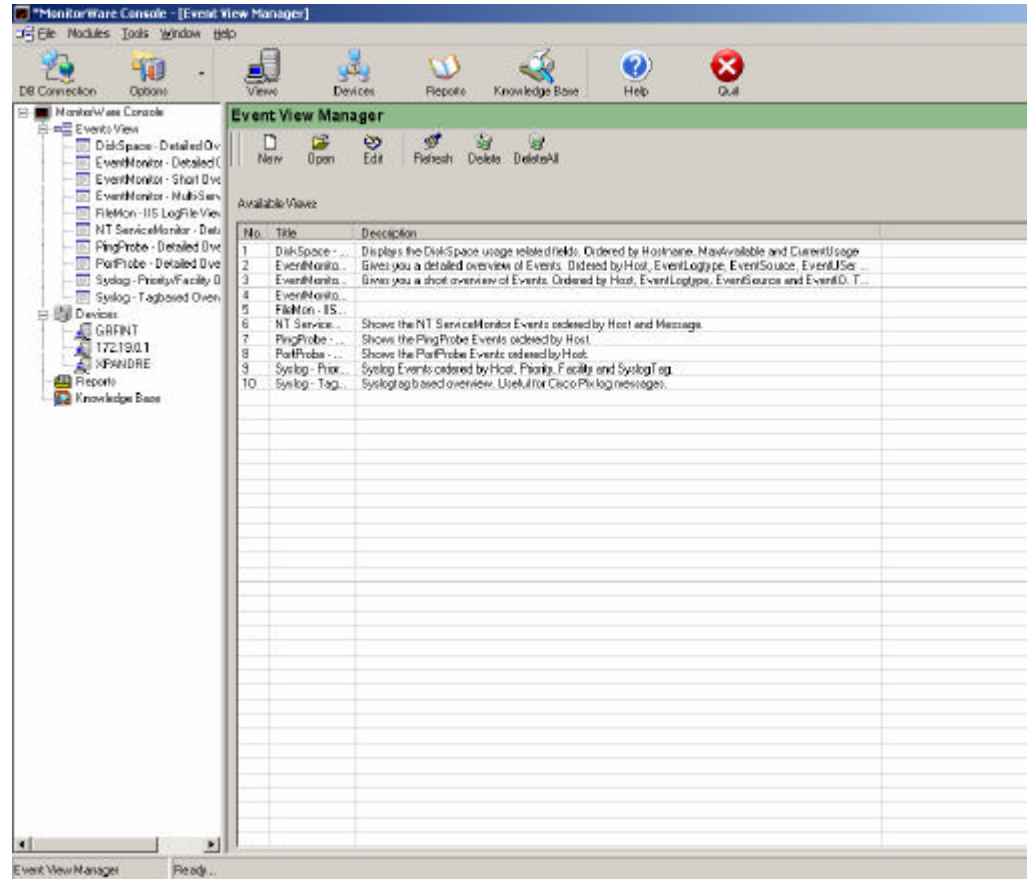 *MonitorWare Console - [Event View Manager]
File Modules Tools Window Help
DB Connection Options Views Devices Reports Knowledge Base Help Quit
MonitorWare Console
Events View
DiskSpace - Detailed Ov
EventMonitor - Detailed (
EventMonitor - Short Ove
EventMonitor - Multi-Serv
FileMon - IIS LogFile View
NT ServiceMonitor - Deta
PingProbe - Detailed Ove
PortProbe - Detailed Ove
Syslog - Priority/Facility O
Syslog - Tagbased Overv
Devices
GRFINT
172.19.0.1
XPANDRE
Reports
Knowledge Base
Event View Manager
New Open Edit Refresh Delete DeleteAll
Available Views
No. Title Description
1 DiskSpace - ... Displays the DiskSpace usage related fields. Ordered by Hostname, MaxAvailable and CurrentUsage
2 EventMonito... Gives you a detailed overview of Events. Ordered by Host, EventLogtype, EventSource, EventUSer ...
3 EventMonito... Gives you a short overview of Events. Ordered by Host, EventLogtype, EventSource and EventID. T...
4 EventMonito...
5 FileMon - IIS...
6 NT Service... Shows the NT ServiceMonitor Events ordered by Host and Message.
7 PingProbe - ... Shows the PingProbe Events ordered by Host.
8 PortProbe - ... Shows the PortProbe Events ordered by Host.
9 Syslog - Prior... Syslog Events ordered by Host, Priority, Facility and SyslogTag.
10 Syslog - Tag... Syslogtag based overview. Useful for Cisco Pix log messages.
Event View Manager Ready...